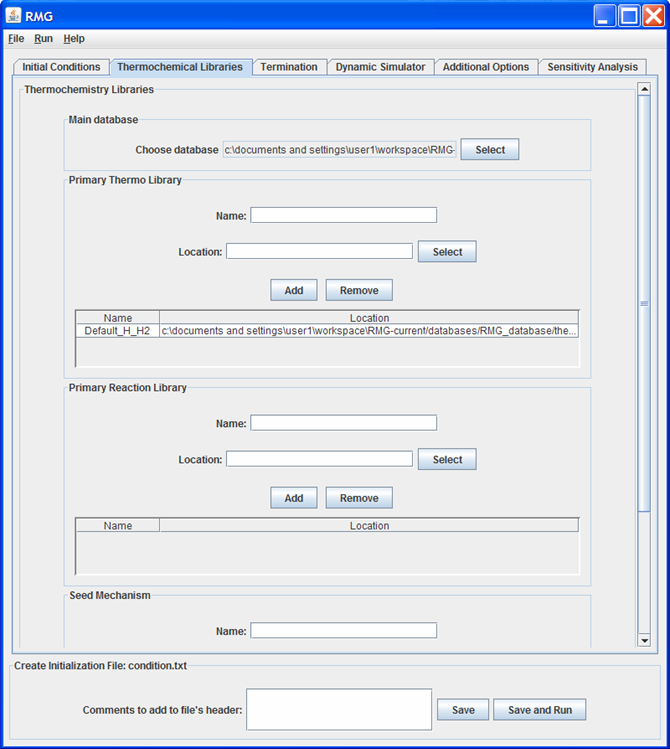 RMG
File Run Help
Initial Conditions Thermochemical Libraries Termination Dynamic Simulator Additional Options Sensitivity Analysis
Thermochemistry Libraries
Main database
Choose database c:\documents and settings\user1\workspace\RMG- Select
Primary Thermo Library
Name:
Location: Select
Add Remove
Name Location
Default_H_H2 c:\documents and settings\user1\workspace\RMG-current/databases/RMG_database/the...
Primary Reaction Library
Name:
Location: Select
Add Remove
Name Location
Seed Mechanism
Name:
Create Initialization File: condition.txt
Comments to add to file's header: Save Save and Run